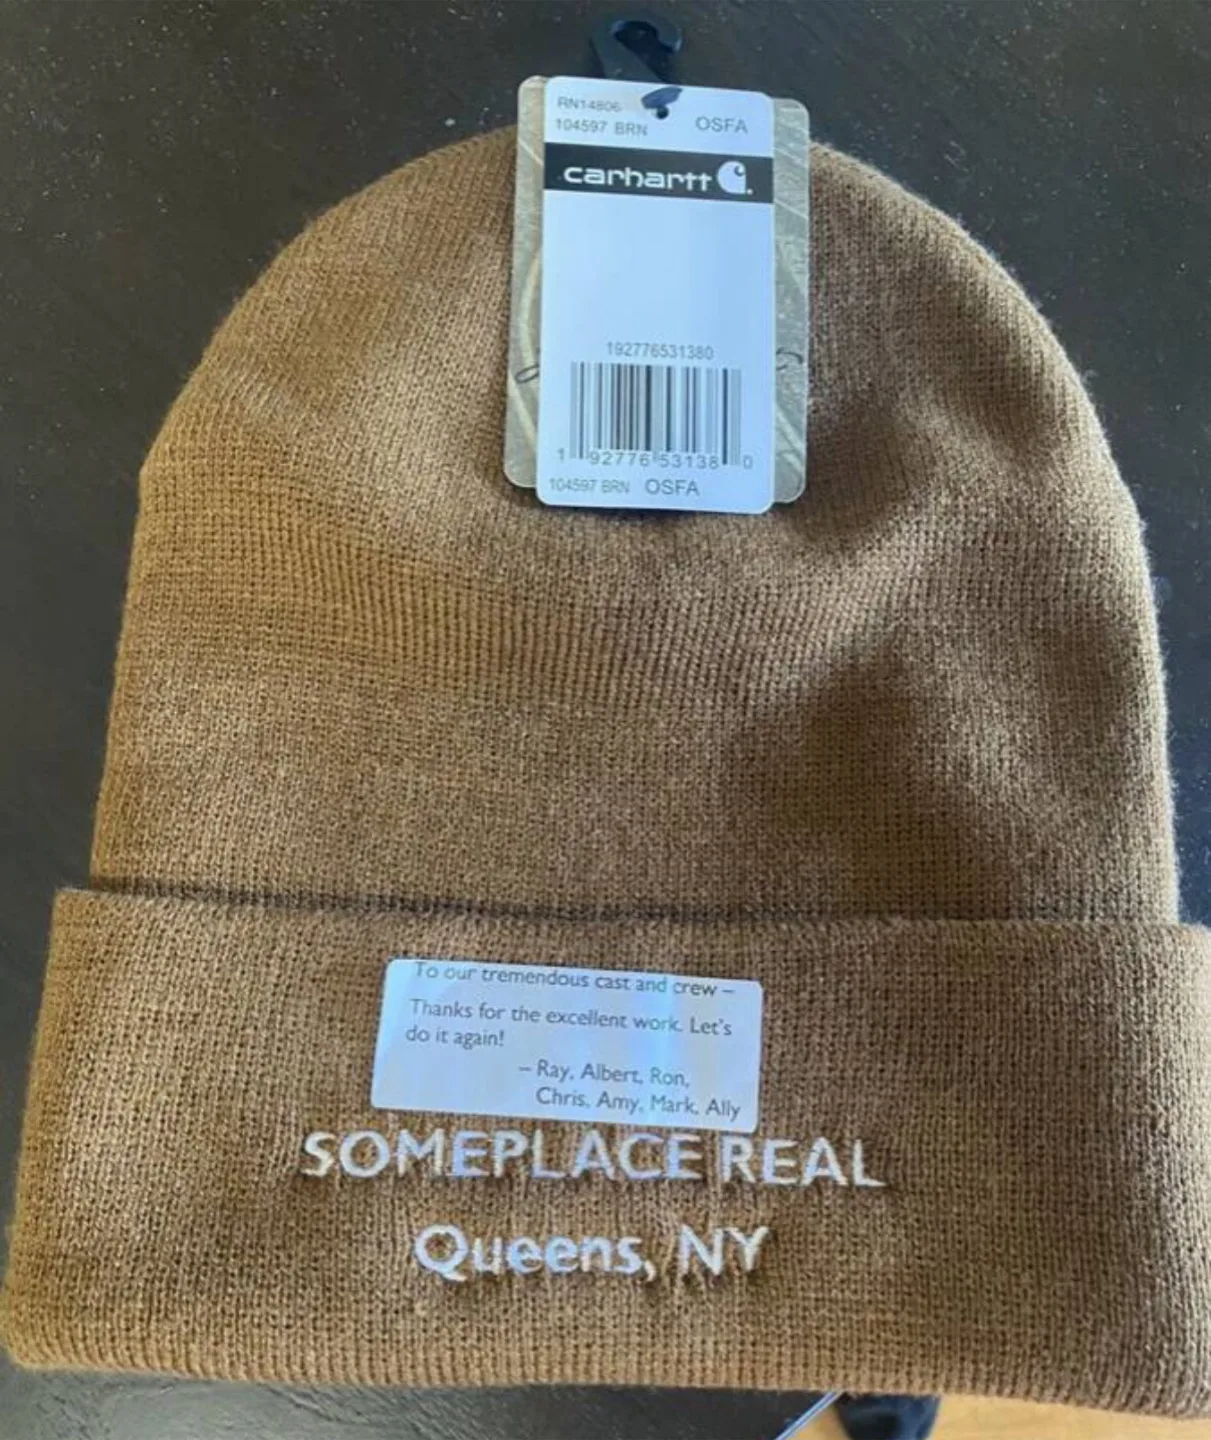 RN14806
104597 BRN OSFA
carhartt
192776531380
1 92776 53138 0
104597 BRN OSFA
To our tremendous cast and crew –
Thanks for the excellent work. Let's
do it again!
– Ray, Albert, Ron,
Chris, Amy, Mark, Ally
SOMEPLACE REAL
Queens, NY